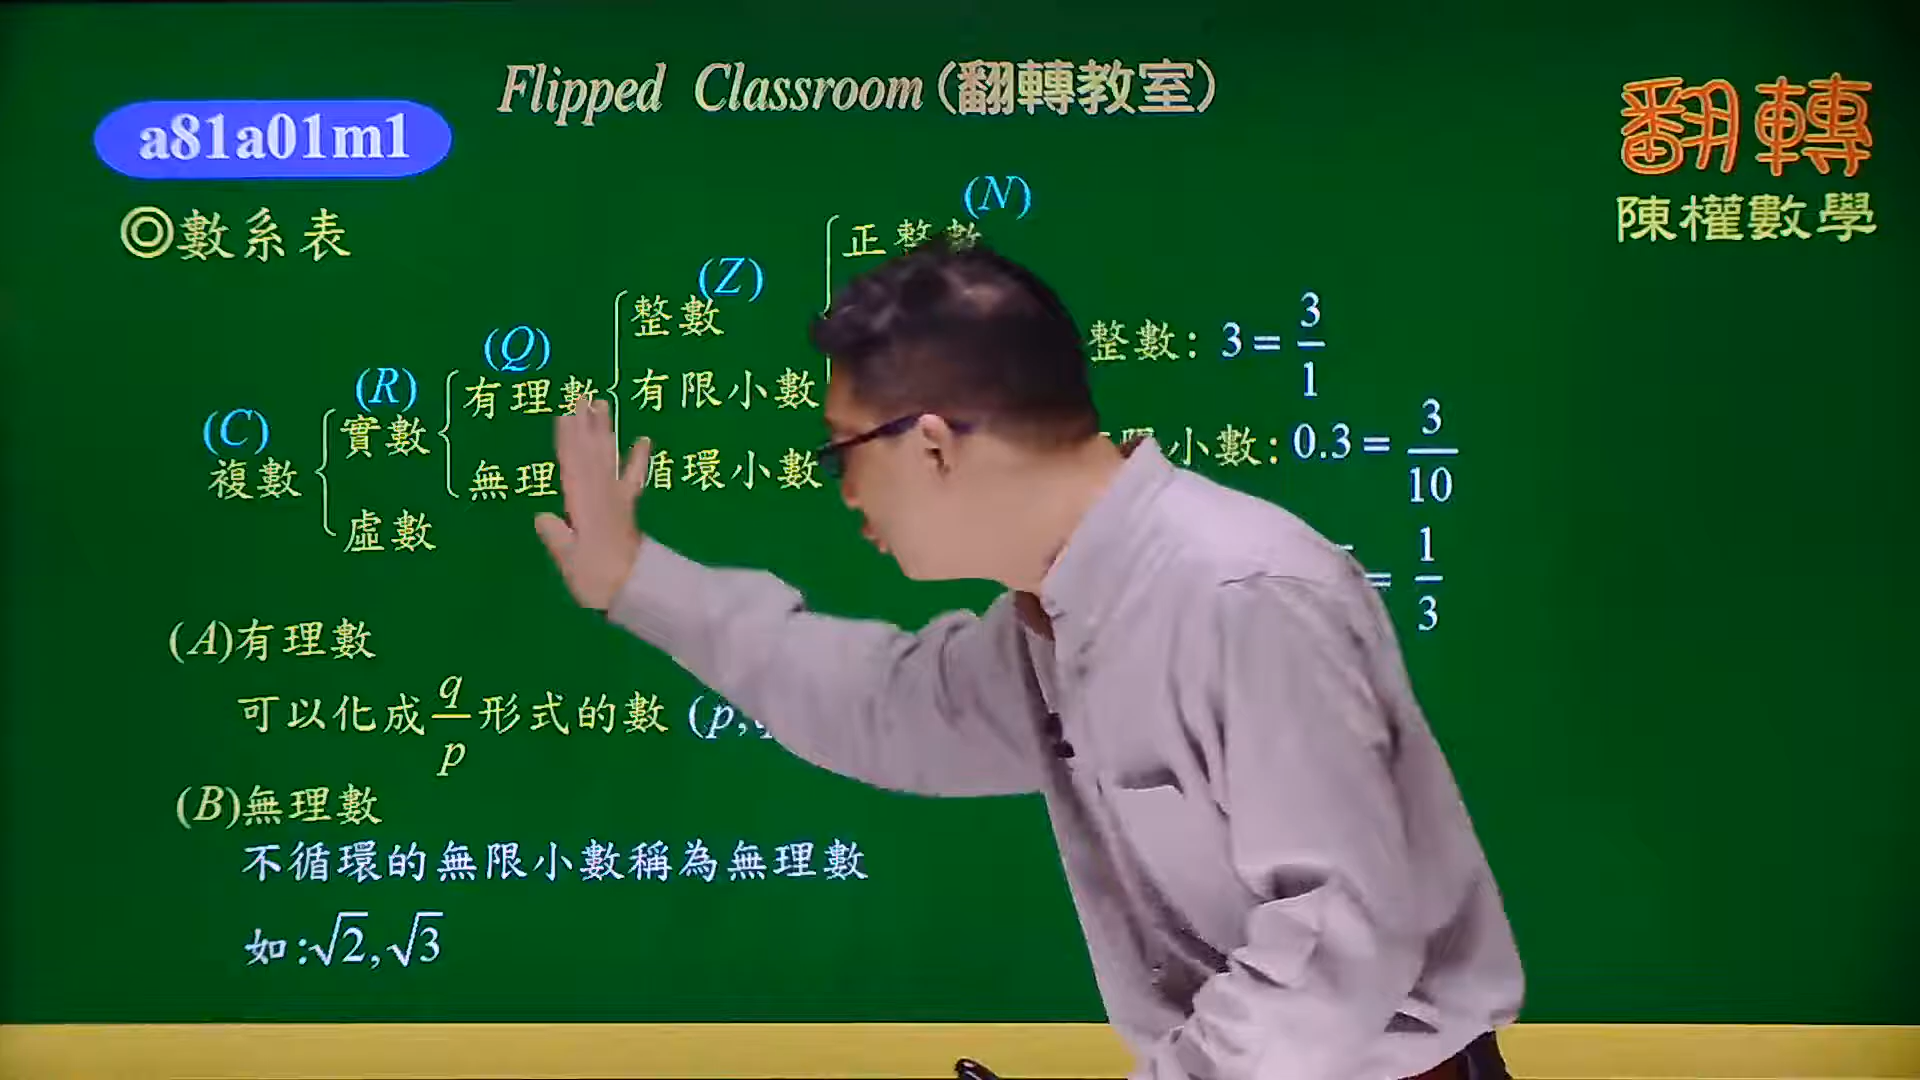 Flipped Classroom(翻轉教室)
a81a01m1
翻轉
陳權數學
◎數系表
(N)
正整數
(Z)
整數
(Q)
有理數
有限小數
(R)
實數
(C)
複數
無理
循環小數
虛數
整數: 3 = 3/1
小數: 0.3 = 3/10
= 1/3
(A)有理數
可以化成 q/p 形式的數 (p,
(B)無理數
不循環的無限小數稱為無理數
如:√2,√3